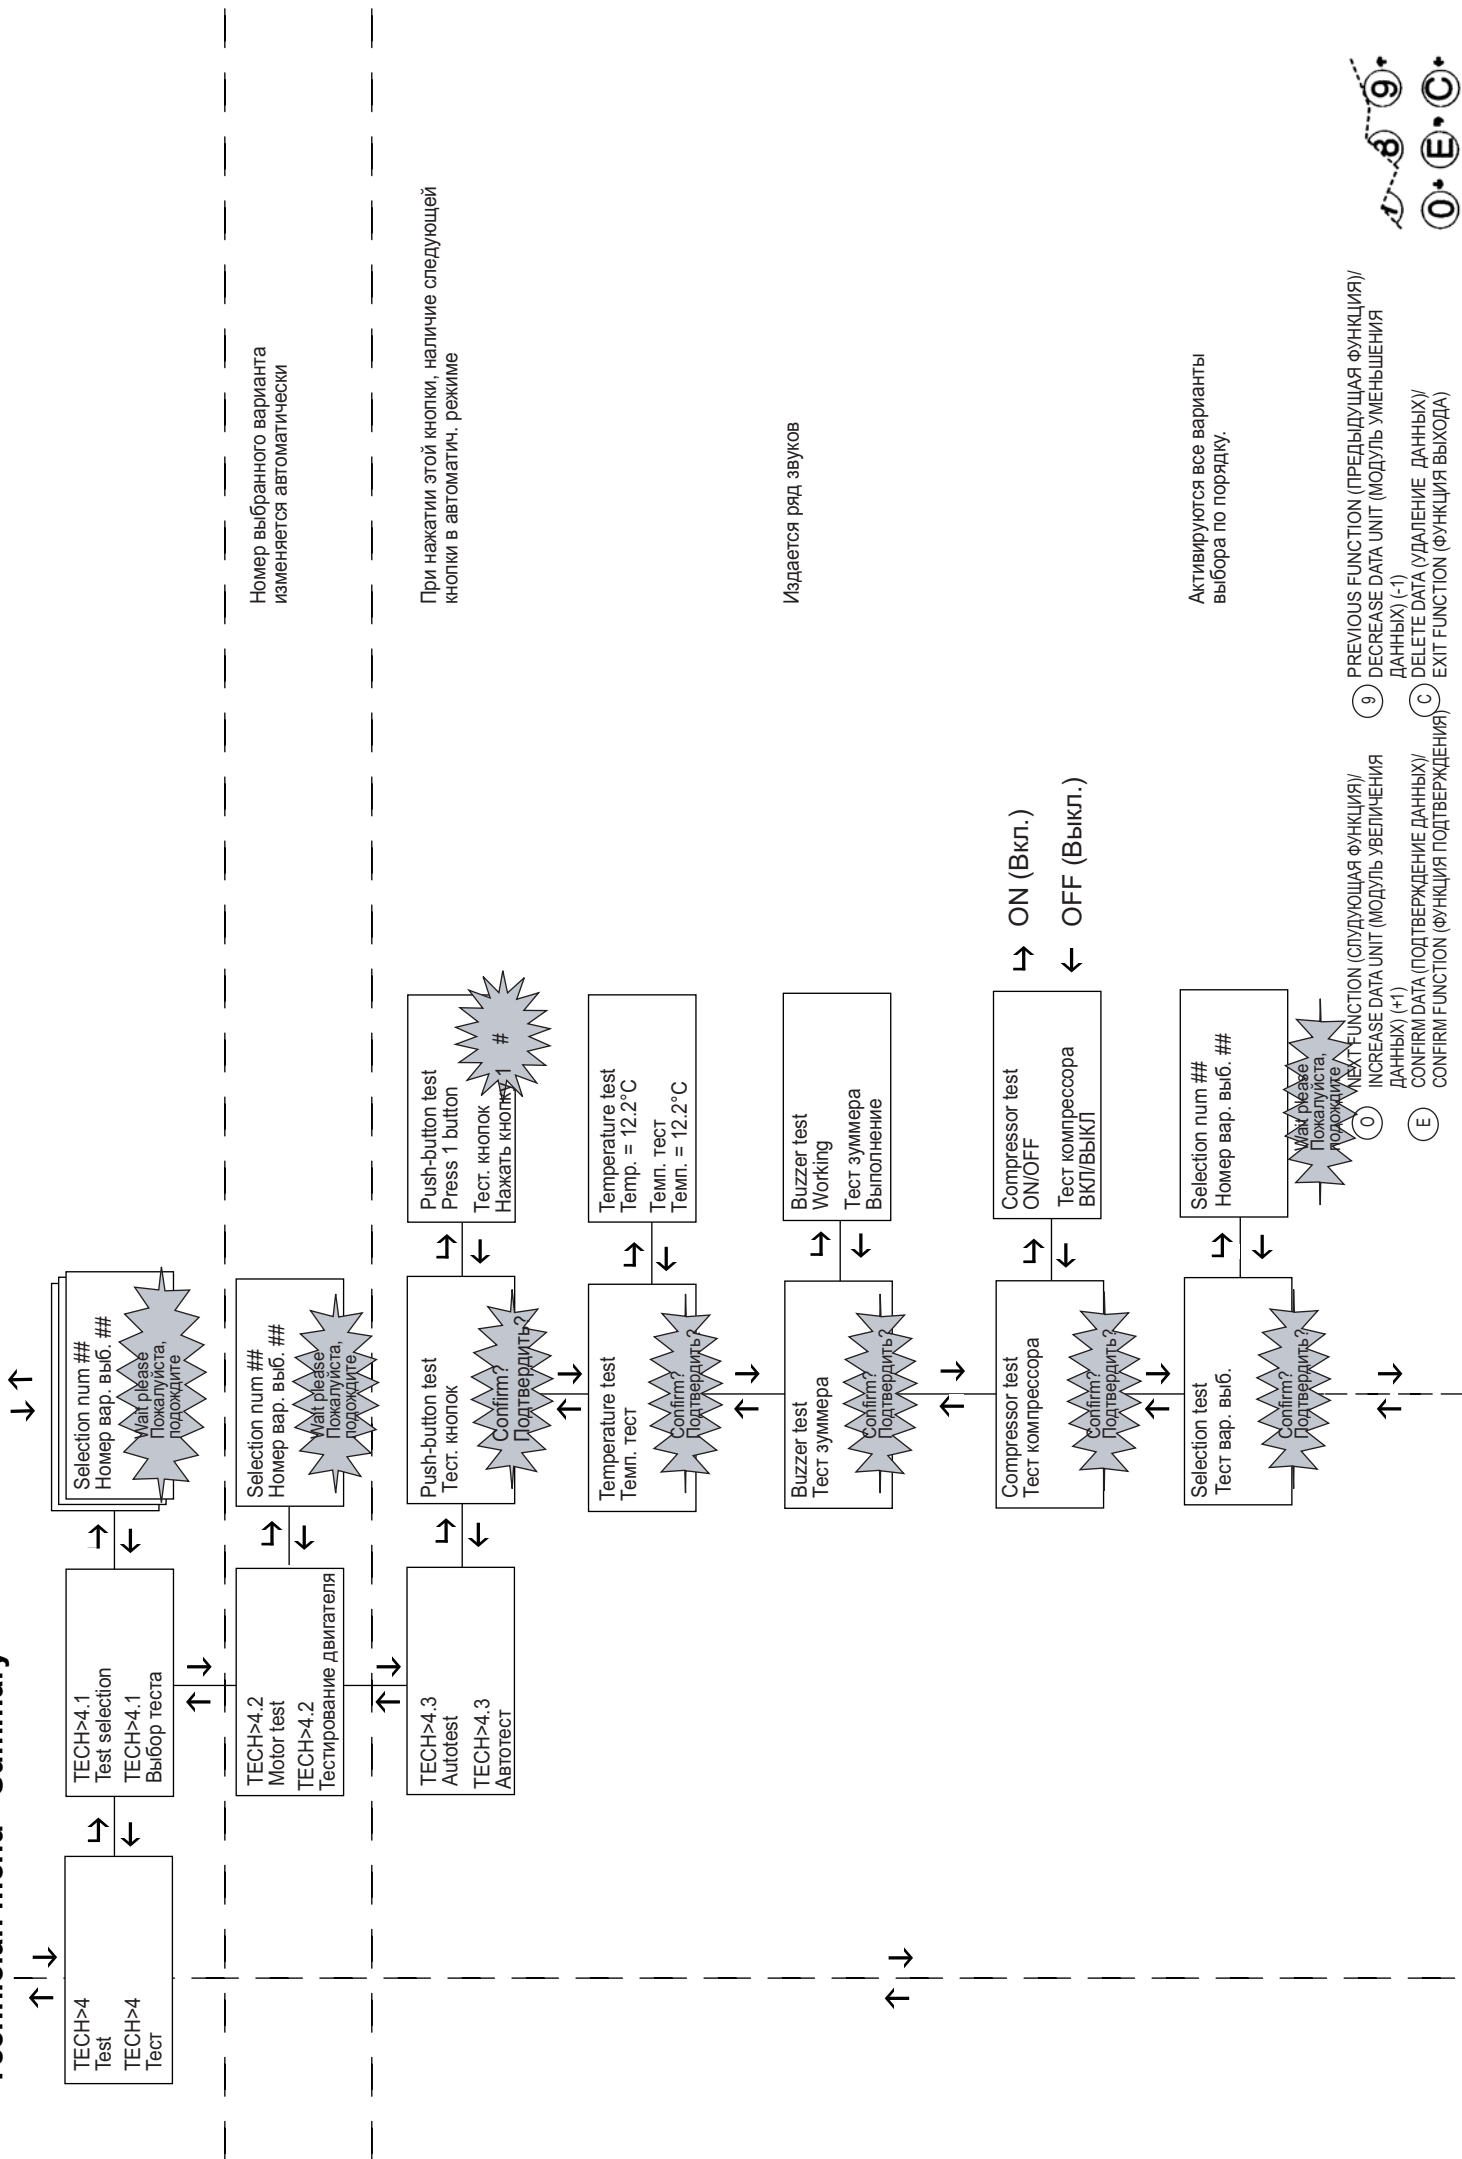 TECH>4
Test
TECH>4
Тест
TECH>4.1
Test selection
TECH>4.1
Выбор теста
Selection num ##
Номер вар. выб. ##
Wait please
Пожалуйста,
подождите
TECH>4.2
Motor test
TECH>4.2
Тестирование двигателя
Selection num ##
Номер вар. выб. ##
Wait please
Пожалуйста,
подождите
Номер выбранного варианта
изменяется автоматически
TECH>4.3
Autotest
TECH>4.3
Автотест
Push-button test
Тест. кнопок
Confirm?
Подтвердить?
Push-button test
Press 1 button
Тест. кнопок
Нажать кнопку 1
#
При нажатии этой кнопки, наличие следующей
кнопки в автоматич. режиме
Temperature test
Темп. тест
Confirm?
Подтвердить?
Temperature test
Temp. = 12.2°C
Темп. тест
Темп. = 12.2°C
Buzzer test
Тест зуммера
Confirm?
Подтвердить?
Buzzer test
Working
Тест зуммера
Выполнение
Издается ряд звуков
Compressor test
Тест компрессора
Confirm?
Подтвердить?
Compressor test
ON/OFF
Тест компрессора
ВКЛ/ВЫКЛ
ON (Вкл.)
OFF (Выкл.)
Selection test
Тест вар. выб.
Confirm?
Подтвердить?
Selection num ##
Номер вар. выб. ##
Wait please
Пожалуйста,
подождите
Активируются все варианты
выбора по порядку.
0
NEXT FUNCTION (СЛУДУЮЩАЯ ФУНКЦИЯ)/
INCREASE DATA UNIT (МОДУЛЬ УВЕЛИЧЕНИЯ
ДАННЫХ) (+1)
E
CONFIRM DATA (ПОДТВЕРЖДЕНИЕ ДАННЫХ)/
CONFIRM FUNCTION (ФУНКЦИЯ ПОДТВЕРЖДЕНИЯ)
9
PREVIOUS FUNCTION (ПРЕДЫДУЩАЯ ФУНКЦИЯ)/
DECREASE DATA UNIT (МОДУЛЬ УМЕНЬШЕНИЯ
ДАННЫХ) (-1)
C
DELETE DATA (УДАЛЕНИЕ ДАННЫХ)/
EXIT FUNCTION (ФУНКЦИЯ ВЫХОДА)
1 8 9
0 E C